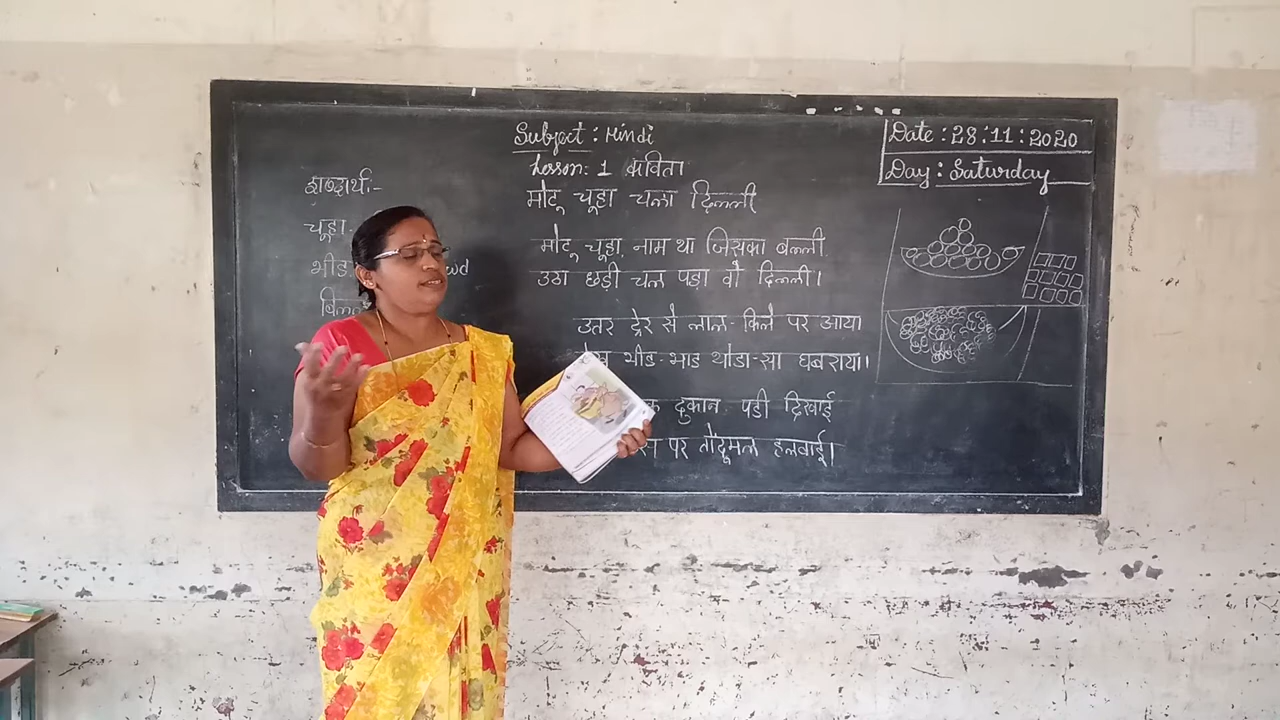 Subject : Hindi
Date : 28 : 11 : 2020
Lesson: 1 कविता
Day : Saturday
शब्दार्थ:-
मोटू चूहा चला दिल्ली
चूहा-
मोटू चूहा, नाम था जिसका बल्ली
भीड
उठा छड़ी चल पड़ा वो दिल्ली।
उतर ट्रेर से लाल - किले पर आया
भीड - भाड थोडा - सा घबराया।
दुकान पडी दिखाई
पर तोंदूमल हलवाई।